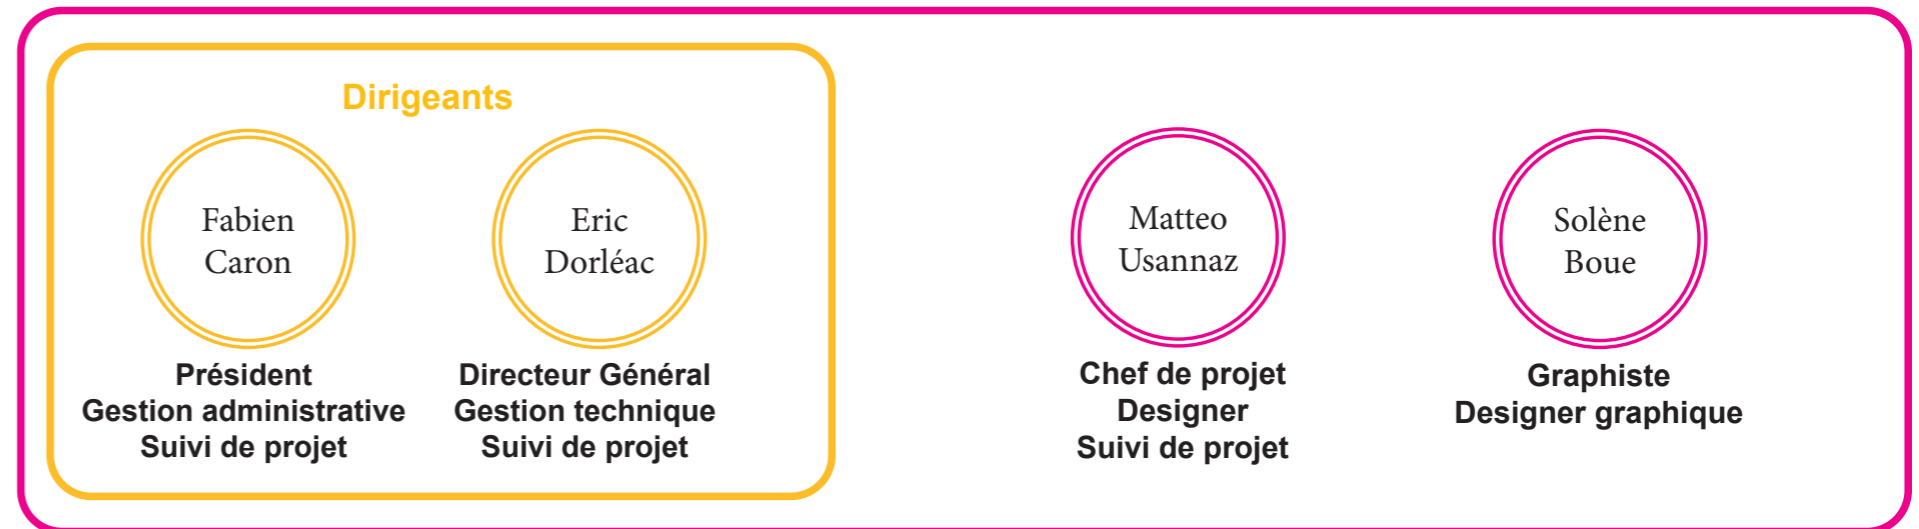 Dirigeants
Fabien
Caron
Président
Gestion administrative
Suivi de projet
Eric
Dorléac
Directeur Général
Gestion technique
Suivi de projet
Matteo
Usannaz
Chef de projet
Designer
Suivi de projet
Solène
Boue
Graphiste
Designer graphique